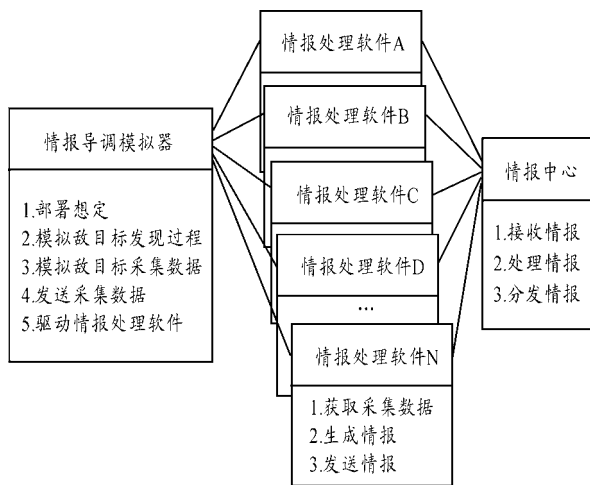 情报导调模拟器
1.部署想定
2.模拟敌目标发现过程
3.模拟敌目标采集数据
4.发送采集数据
5.驱动情报处理软件
情报处理软件A
情报处理软件B
情报处理软件C
情报处理软件D
…
情报处理软件N
1.获取采集数据
2.生成情报
3.发送情报
情报中心
1.接收情报
2.处理情报
3.分发情报